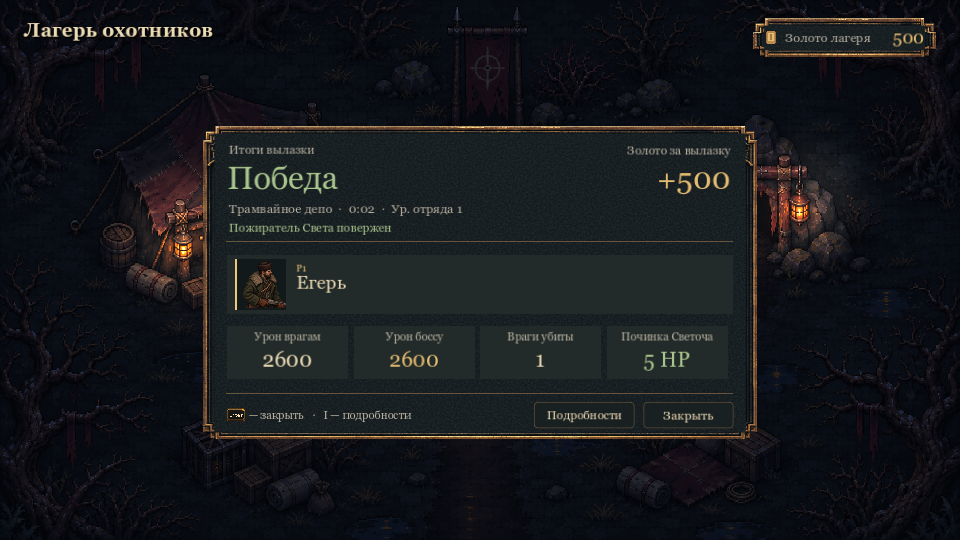 Лагерь охотников
Золото лагеря 500
Итоги вылазки
Золото за вылазку
Победа
+500
Трамвайное депо · 0:02 · Ур. отряда 1
Пожиратель Света повержен
P1
Егерь
Урон врагам
2600
Урон боссу
2600
Враги убиты
1
Починка Светоча
5 HP
— закрыть · I — подробности
Подробности
Закрыть